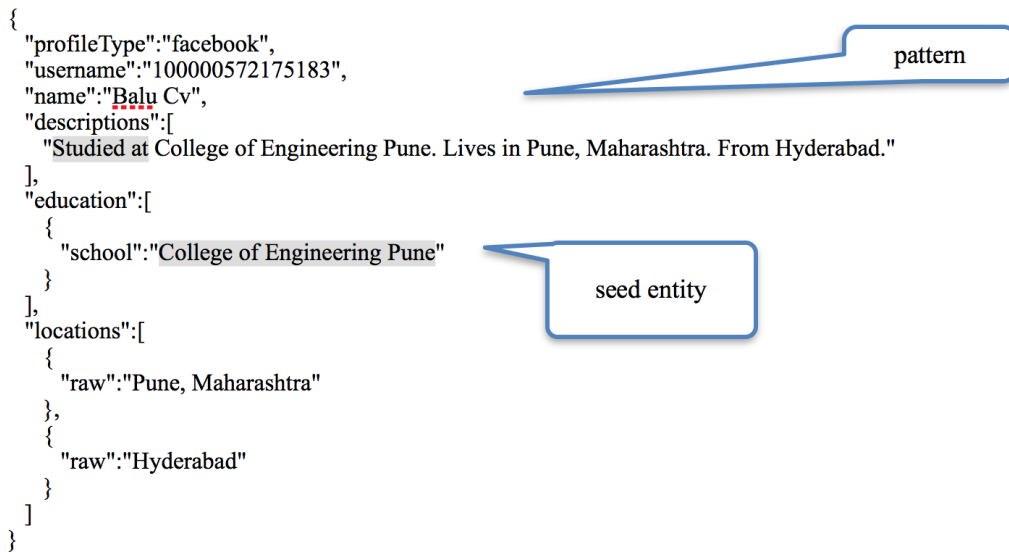 {
"profileType":"facebook",
"username":"100000572175183",
"name":"Balu Cv",
"descriptions":[
"Studied at College of Engineering Pune. Lives in Pune, Maharashtra. From Hyderabad."
],
"education":[
{
"school":"College of Engineering Pune"
}
],
"locations":[
{
"raw":"Pune, Maharashtra"
},
{
"raw":"Hyderabad"
}
]
}
pattern
seed entity